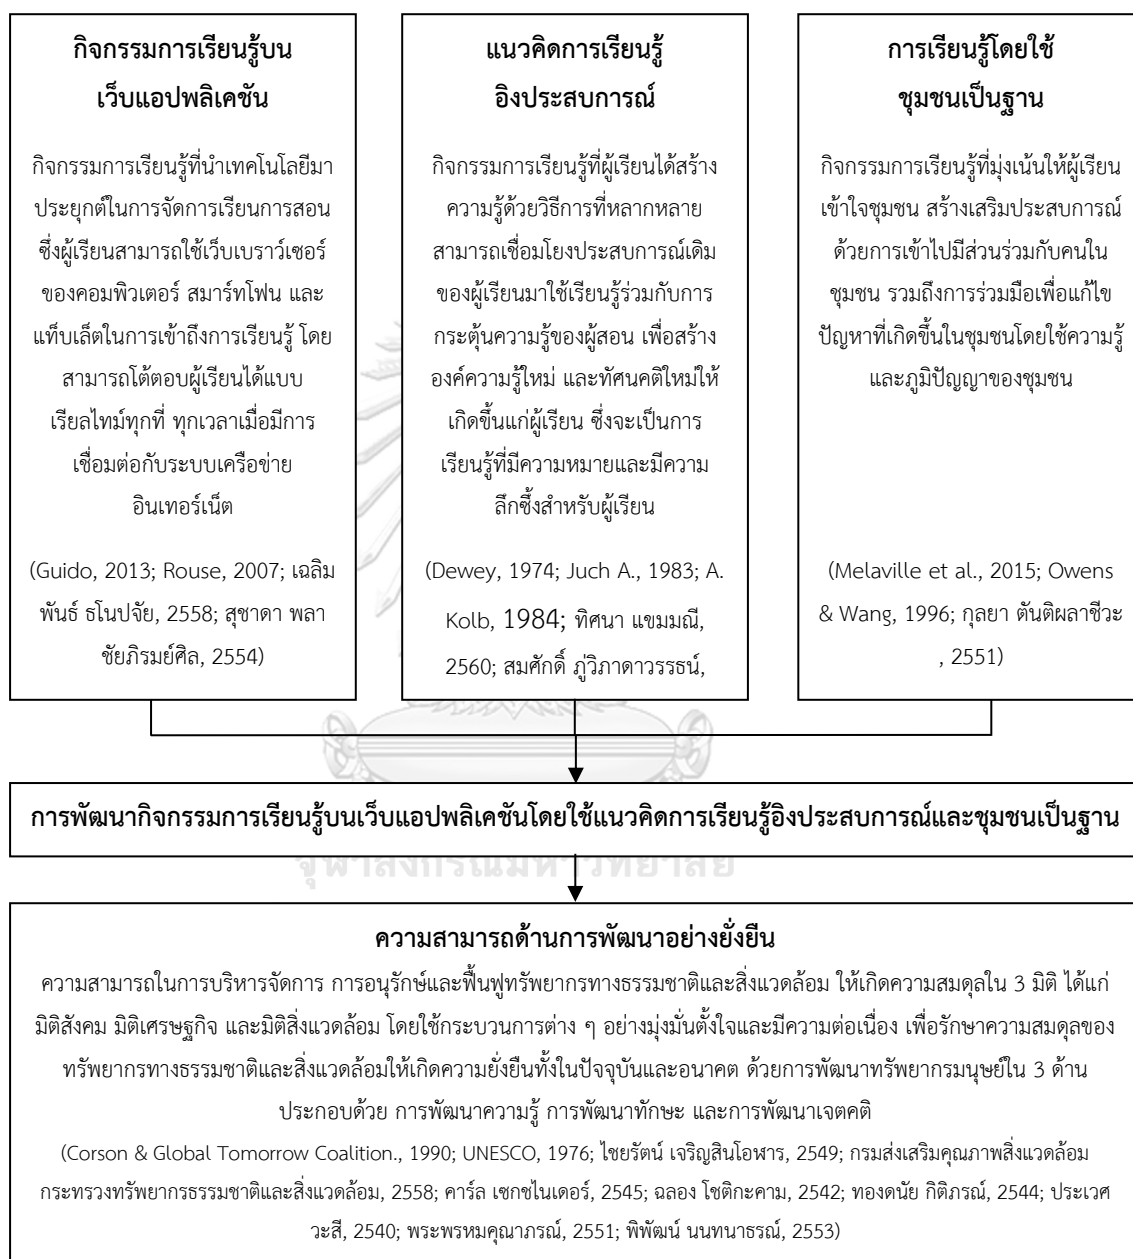 กิจกรรมการเรียนรู้บน
เว็บแอปพลิเคชัน
กิจกรรมการเรียนรู้ที่นำเทคโนโลยีมา
ประยุกต์ในการจัดการเรียนการสอน
ซึ่งผู้เรียนสามารถใช้เว็บเบราว์เซอร์
ของคอมพิวเตอร์ สมาร์ทโฟน และ
แท็บเล็ตในการเข้าถึงการเรียนรู้ โดย
สามารถโต้ตอบผู้เรียนได้แบบ
เรียลไทม์ทุกที่ ทุกเวลาเมื่อมีการ
เชื่อมต่อกับระบบเครือข่าย
อินเทอร์เน็ต
(Guido, 2013; Rouse, 2007; เฉลิม
พันธ์ ธโนปจัย, 2558; สุชาดา พลา
ชัยภิรมย์ศิล, 2554)
แนวคิดการเรียนรู้
อิงประสบการณ์
กิจกรรมการเรียนรู้ที่ผู้เรียนได้สร้าง
ความรู้ด้วยวิธีการที่หลากหลาย
สามารถเชื่อมโยงประสบการณ์เดิม
ของผู้เรียนมาใช้เรียนรู้ร่วมกับการ
กระตุ้นความรู้ของผู้สอน เพื่อสร้าง
องค์ความรู้ใหม่ และทัศนคติใหม่ให้
เกิดขึ้นแก่ผู้เรียน ซึ่งจะเป็นการ
เรียนรู้ที่มีความหมายและมีความ
ลึกซึ้งสำหรับผู้เรียน
(Dewey, 1974; Juch A., 1983; A.
Kolb, 1984; ทิศนา แขมมณี,
2560; สมศักดิ์ ภู่วิภาดาวรรธน์,
การเรียนรู้โดยใช้
ชุมชนเป็นฐาน
กิจกรรมการเรียนรู้ที่มุ่งเน้นให้ผู้เรียน
เข้าใจชุมชน สร้างเสริมประสบการณ์
ด้วยการเข้าไปมีส่วนร่วมกับคนใน
ชุมชน รวมถึงการร่วมมือเพื่อแก้ไข
ปัญหาที่เกิดขึ้นในชุมชนโดยใช้ความรู้
และภูมิปัญญาของชุมชน
(Melaville et al., 2015; Owens
& Wang, 1996; กุลยา ตันติผลาชีวะ
, 2551)
การพัฒนากิจกรรมการเรียนรู้บนเว็บแอปพลิเคชันโดยใช้แนวคิดการเรียนรู้อิงประสบการณ์และชุมชนเป็นฐาน
จุฬาลงกรณ์มหาวิทยาลัย
ความสามารถด้านการพัฒนาอย่างยั่งยืน
ความสามารถในการบริหารจัดการ การอนุรักษ์และฟื้นฟูทรัพยากรทางธรรมชาติและสิ่งแวดล้อม ให้เกิดความสมดุลใน 3 มิติ ได้แก่
มิติสังคม มิติเศรษฐกิจ และมิติสิ่งแวดล้อม โดยใช้กระบวนการต่าง ๆ อย่างมุ่งมั่นตั้งใจและมีความต่อเนื่อง เพื่อรักษาความสมดุลของ
ทรัพยากรทางธรรมชาติและสิ่งแวดล้อมให้เกิดความยั่งยืนทั้งในปัจจุบันและอนาคต ด้วยการพัฒนาทรัพยากรมนุษย์ใน 3 ด้าน
ประกอบด้วย การพัฒนาความรู้ การพัฒนาทักษะ และการพัฒนาเจตคติ
(Corson & Global Tomorrow Coalition., 1990; UNESCO, 1976; ไชยรัตน์ เจริญสินโอฬาร, 2549; กรมส่งเสริมคุณภาพสิ่งแวดล้อม
กระทรวงทรัพยากรธรรมชาติและสิ่งแวดล้อม, 2558; คาร์ล เซกชไนเดอร์, 2545; ฉลอง โชติกะคาม, 2542; ทองดนัย กิติภรณ์, 2544; ประเวศ
วะสี, 2540; พระพรหมคุณาภรณ์, 2551; พิพัฒน์ นนทนาธรณ์, 2553)